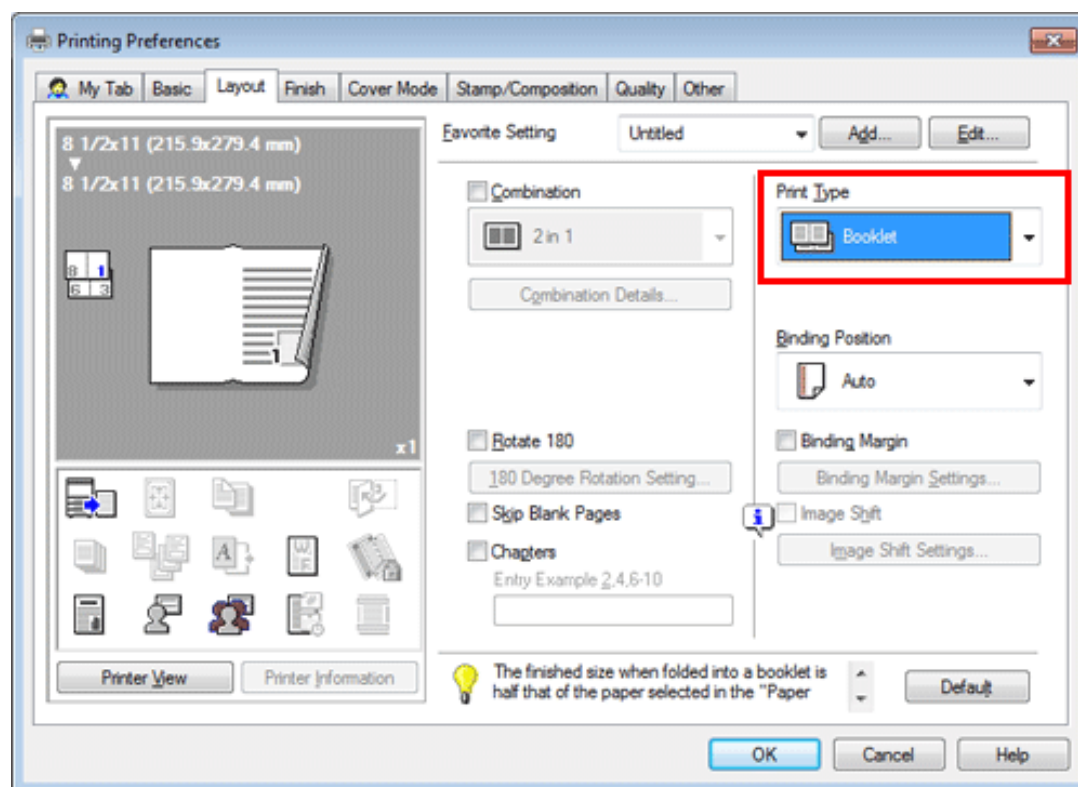 Printing Preferences
My Tab Basic Layout Finish Cover Mode Stamp/Composition Quality Other
8 1/2x11 (215.9x279.4 mm)
8 1/2x11 (215.9x279.4 mm)
8 1
6 3
1
x1
Printer View Printer Information
Favorite Setting Untitled Add... Edit...
Combination
2 in 1
Combination Details...
Rotate 180
180 Degree Rotation Setting...
Skip Blank Pages
Chapters
Entry Example 2,4,6-10
Print Type
Booklet
Binding Position
Auto
Binding Margin
Binding Margin Settings...
Image Shift
Image Shift Settings...
The finished size when folded into a booklet is
half that of the paper selected in the "Paper
Default
OK Cancel Help